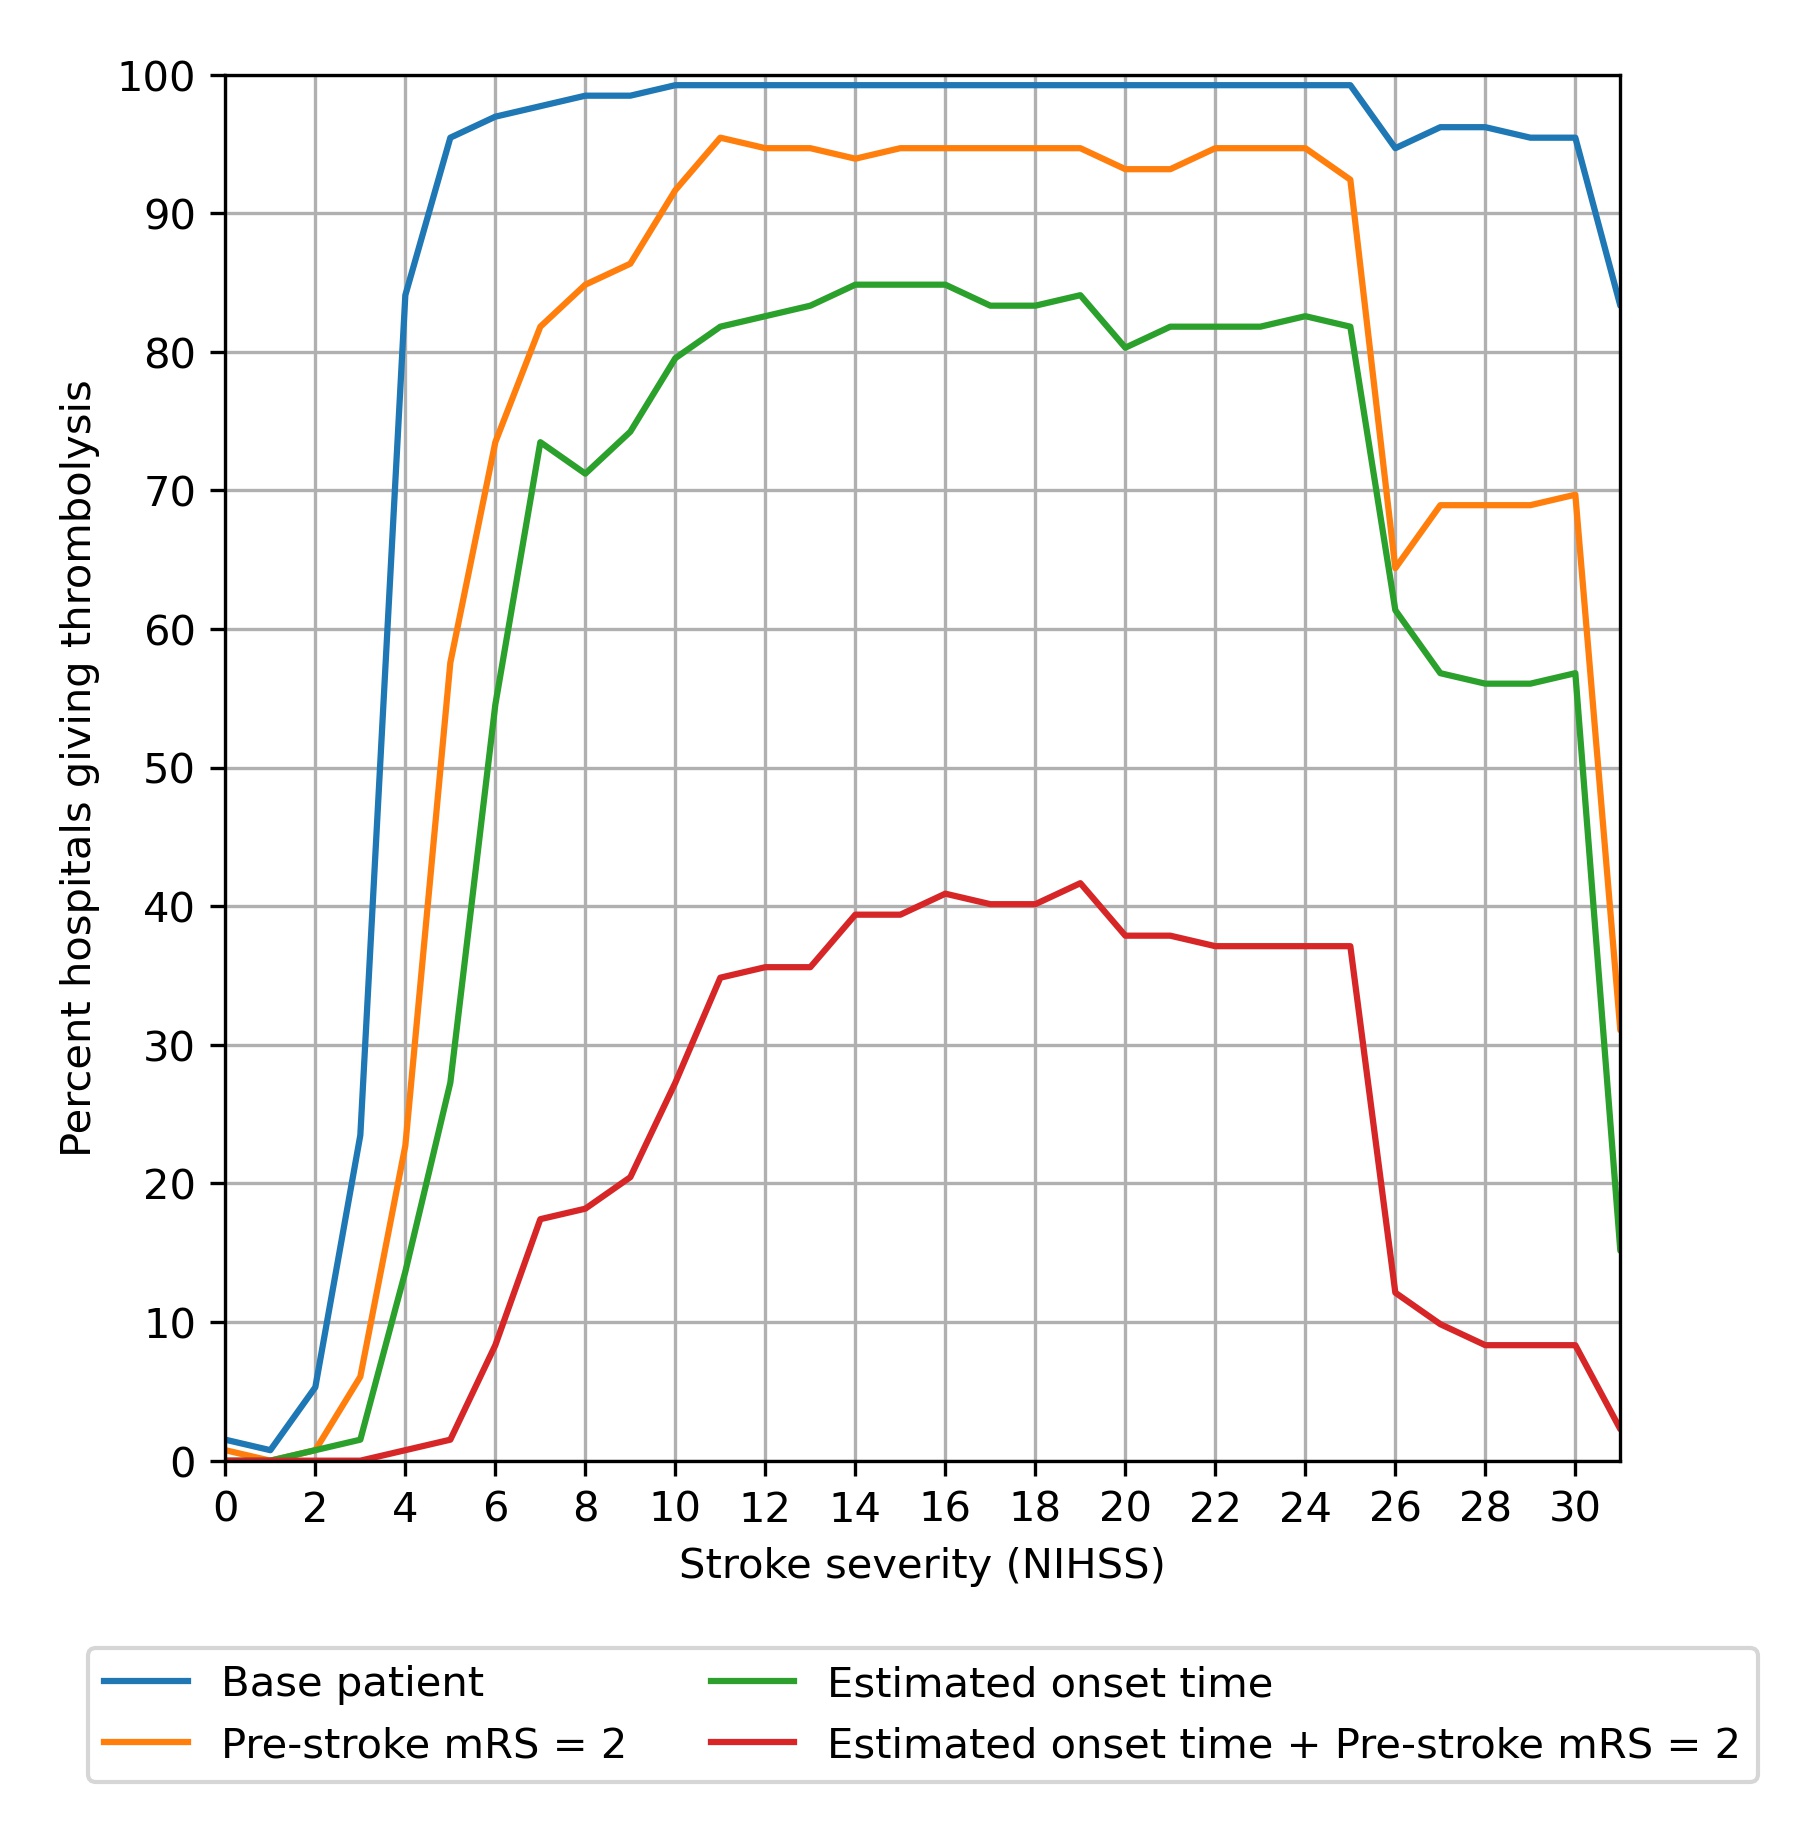 100
90
80
70
60
50
40
30
20
10
0
Percent hospitals giving thrombolysis
0 2 4 6 8 10 12 14 16 18 20 22 24 26 28 30
Stroke severity (NIHSS)
Base patient
Pre-stroke mRS = 2
Estimated onset time
Estimated onset time + Pre-stroke mRS = 2